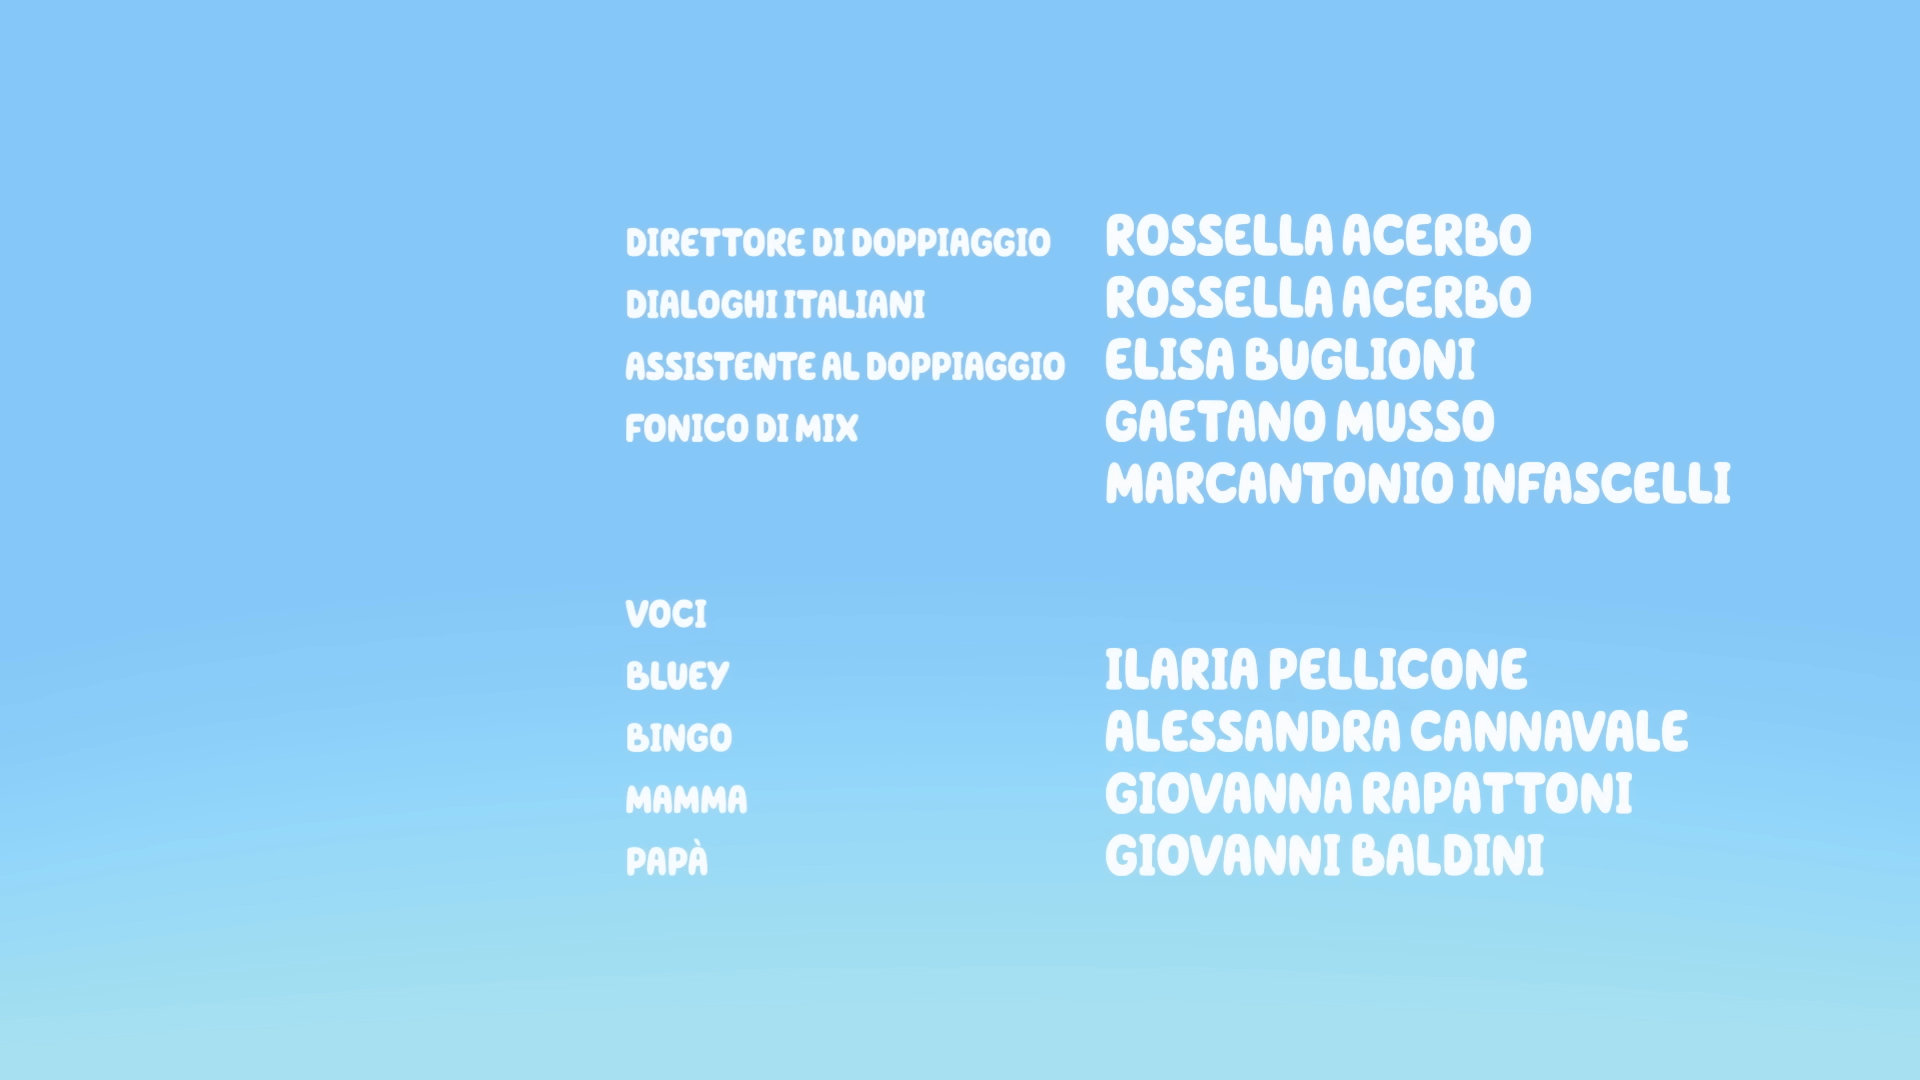 DIRETTORE DI DOPPIAGGIO ROSSELLA ACERBO
DIALOGHI ITALIANI ROSSELLA ACERBO
ASSISTENTE AL DOPPIAGGIO ELISA BUGLIONI
FONICO DI MIX GAETANO MUSSO
MARCANTONIO INFASCELLI
VOCI
BLUEY ILARIA PELLICONE
BINGO ALESSANDRA CANNAVALE
MAMMA GIOVANNA RAPATTONI
PAPÀ GIOVANNI BALDINI